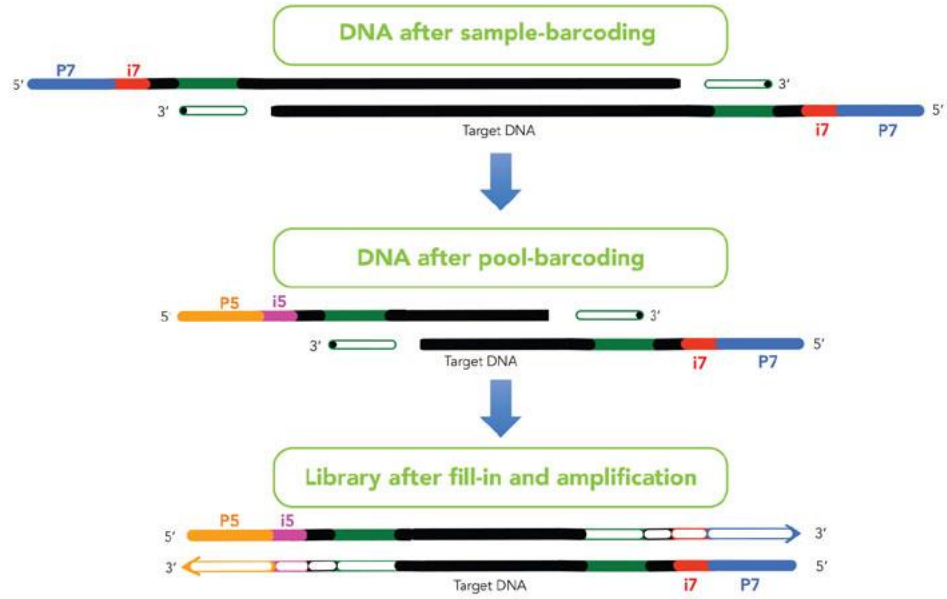 DNA after sample-barcoding
P7 i7
5' 3'
3' 5'
Target DNA i7 P7
DNA after pool-barcoding
P5 i5
5' 3'
3' 5'
Target DNA i7 P7
Library after fill-in and amplification
P5 i5
5' 3'
3' 5'
Target DNA i7 P7